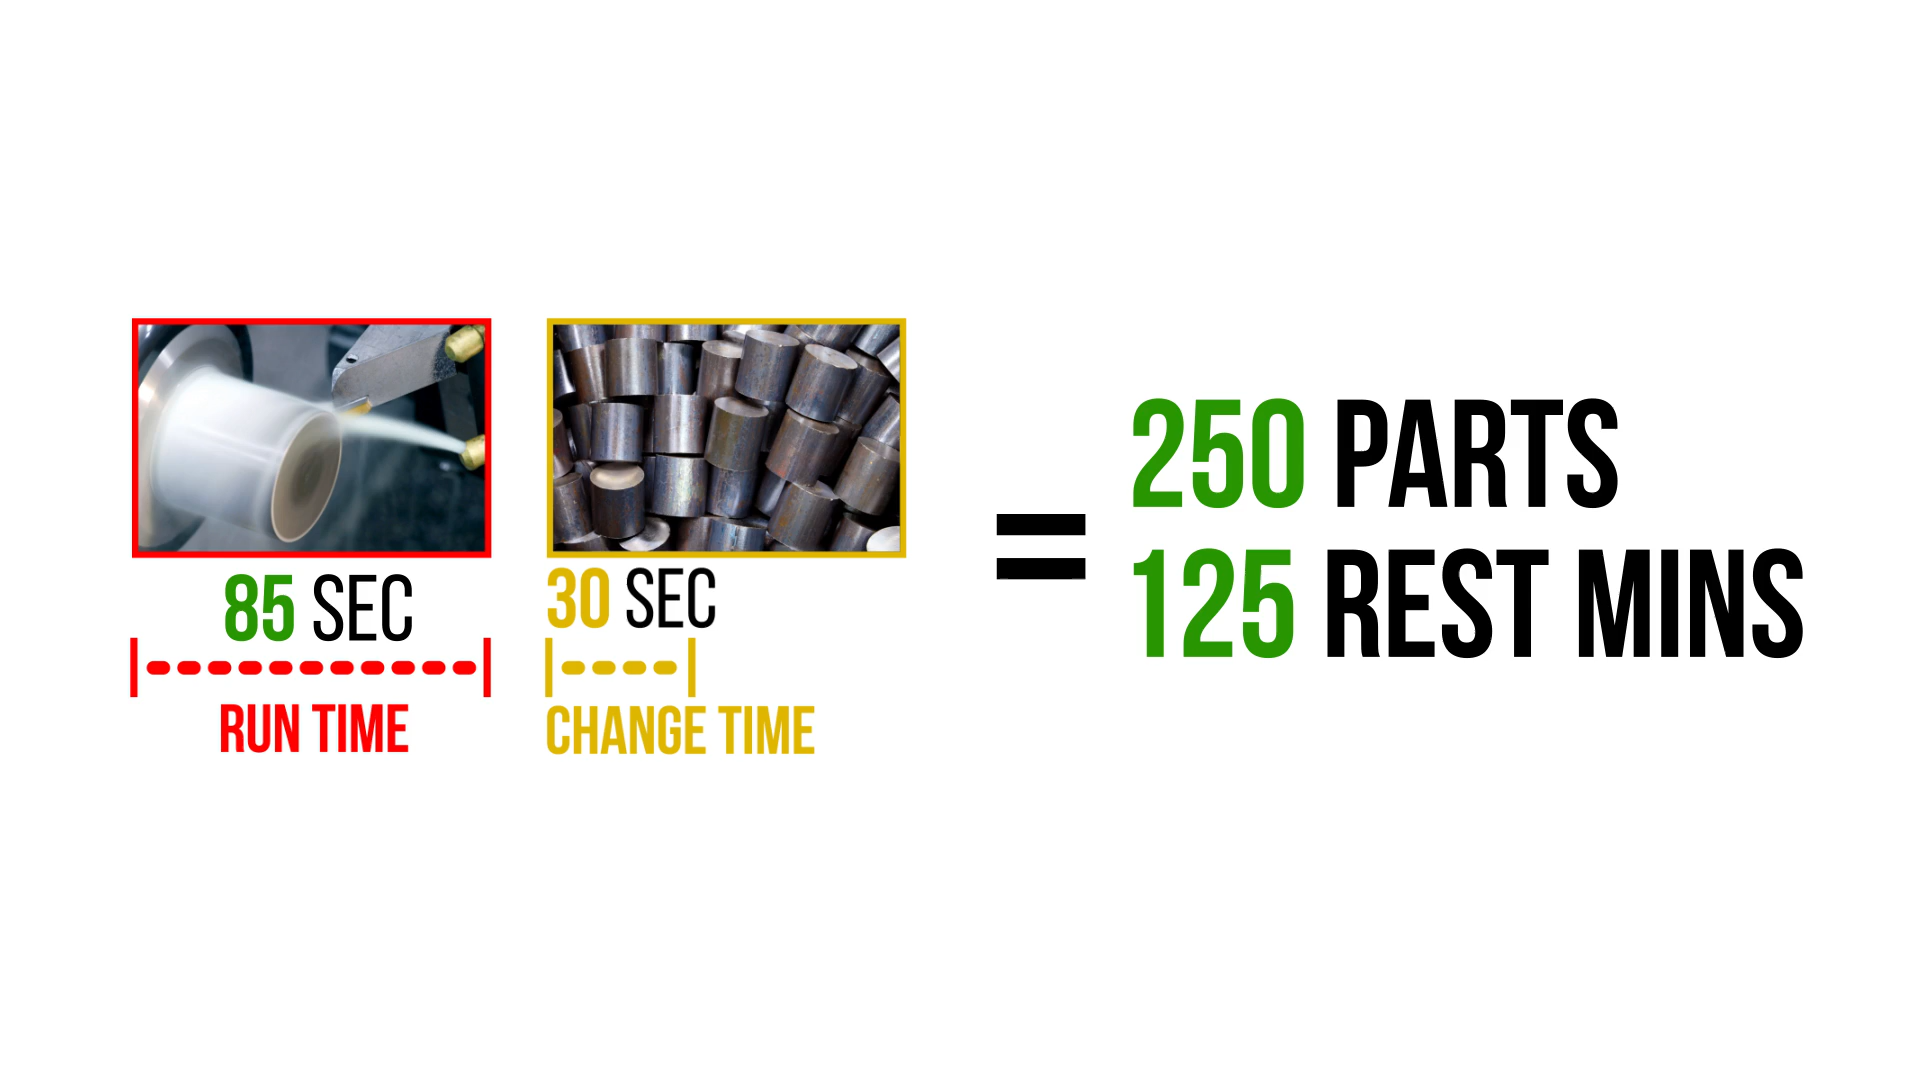 85 SEC
RUN TIME
30 SEC
CHANGE TIME
=
250 PARTS
125 REST MINS